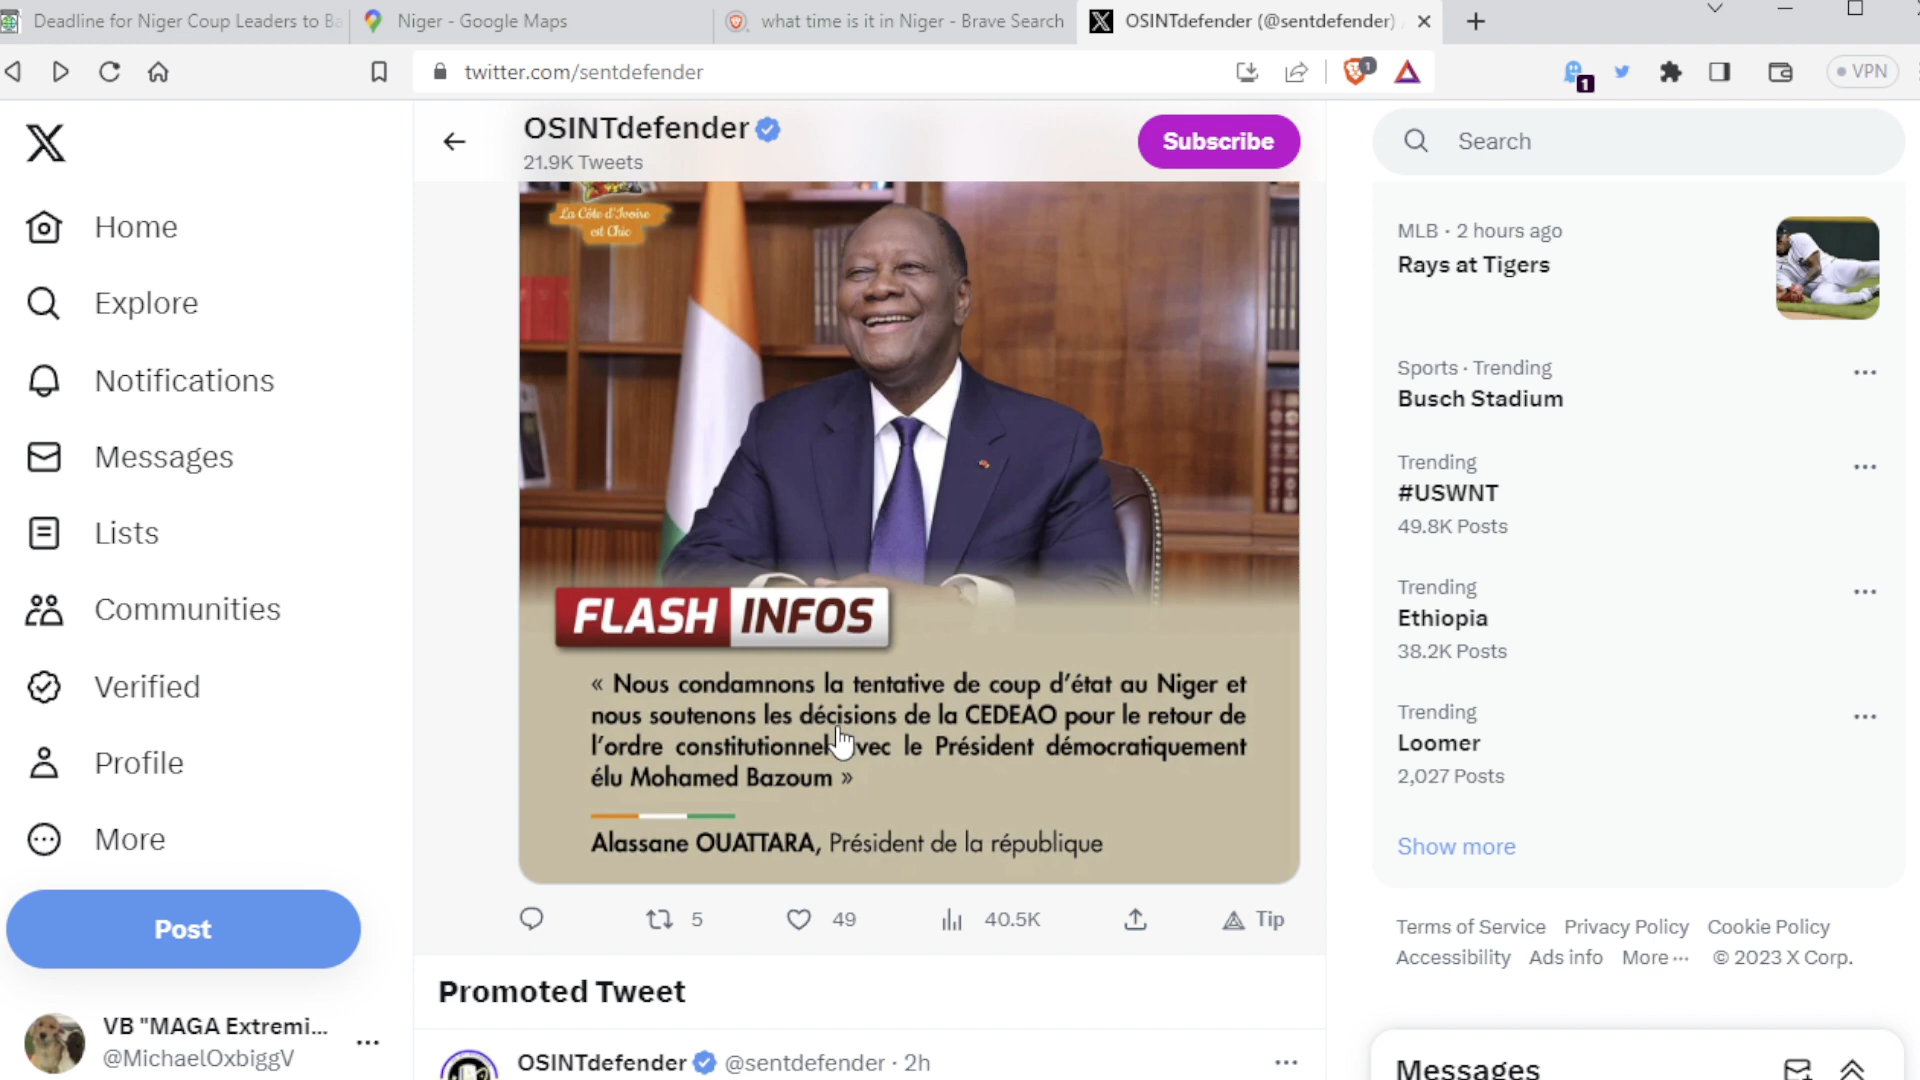 Deadline for Niger Coup Leaders to Ba
Niger - Google Maps
what time is it in Niger - Brave Search
OSINTdefender (@sentdefender)
twitter.com/sentdefender
1
1
VPN
X
Home
Explore
Notifications
Messages
Lists
Communities
Verified
Profile
More
Post
VB "MAGA Extremi...
@MichaelOxbiggV
OSINTdefender
21.9K Tweets
Subscribe
La Côte d'Ivoire
est Chic
FLASH INFOS
« Nous condamnons la tentative de coup d'état au Niger et
nous soutenons les décisions de la CEDEAO pour le retour de
l'ordre constitutionnel vec le Président démocratiquement
élu Mohamed Bazoum »
Alassane OUATTARA, Président de la république
5
49
40.5K
Tip
Promoted Tweet
OSINTdefender @sentdefender · 2h
Search
MLB · 2 hours ago
Rays at Tigers
Sports · Trending
Busch Stadium
Trending
#USWNT
49.8K Posts
Trending
Ethiopia
38.2K Posts
Trending
Loomer
2,027 Posts
Show more
Terms of Service Privacy Policy Cookie Policy
Accessibility Ads info More ··· © 2023 X Corp.
Messages